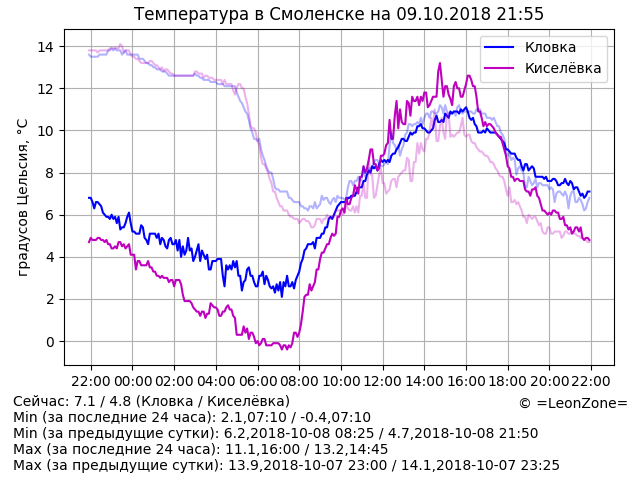 Температура в Смоленске на 09.10.2018 21:55
градусов Цельсия, °C
14
12
10
8
6
4
2
0
Кловка
Киселёвка
22:00 00:00 02:00 04:00 06:00 08:00 10:00 12:00 14:00 16:00 18:00 20:00 22:00
Сейчас: 7.1 / 4.8 (Кловка / Киселёвка)
© =LeonZone=
Min (за последние 24 часа): 2.1,07:10 / -0.4,07:10
Min (за предыдущие сутки): 6.2,2018-10-08 08:25 / 4.7,2018-10-08 21:50
Max (за последние 24 часа): 11.1,16:00 / 13.2,14:45
Max (за предыдущие сутки): 13.9,2018-10-07 23:00 / 14.1,2018-10-07 23:25